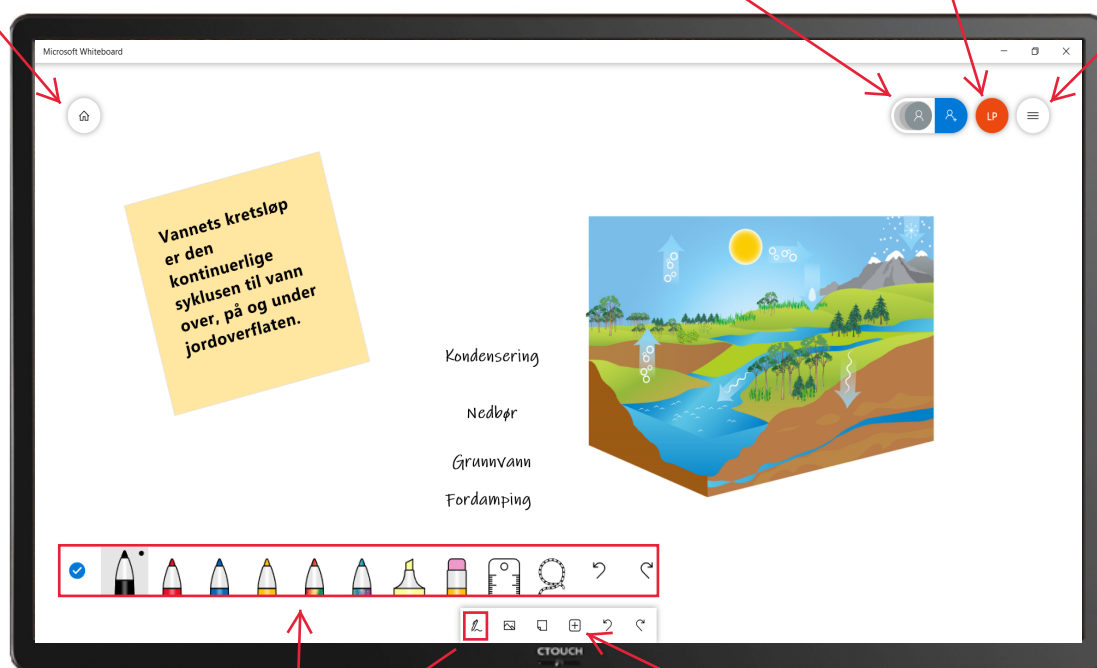 Microsoft Whiteboard
LP
Vannets kretsløp
er den
kontinuerlige
syklusen til vann
over, på og under
jordoverflaten.
Kondensering
Nedbør
Grunnvann
Fordamping
CTOUCH